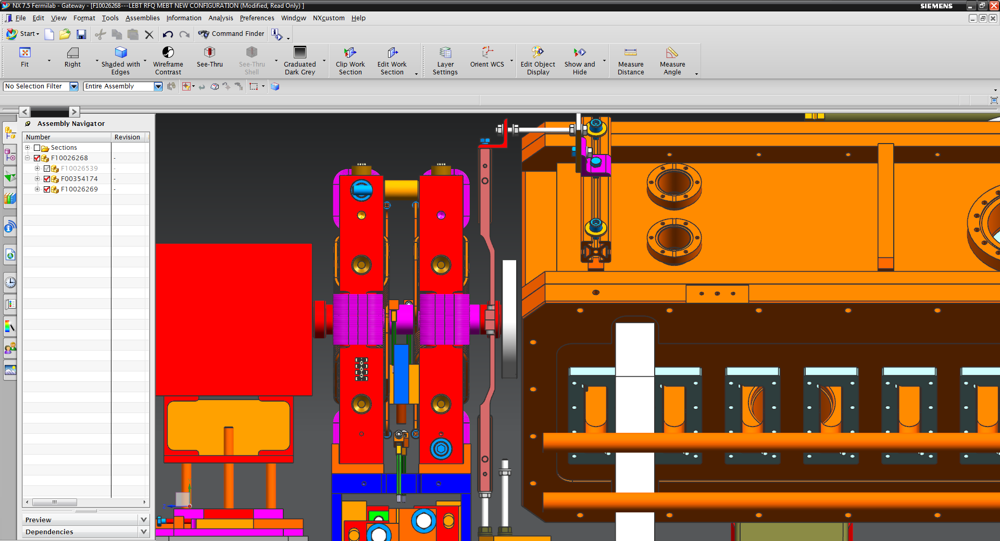 NX 7.5 Fermilab - Gateway - [F10026268---LEBT RFQ MEBT NEW CONFIGURATION (Modified, Read Only) ]
SIEMENS
File Edit View Format Tools Assemblies Information Analysis Preferences Window NXcustom Help
Start Command Finder
Fit
Right
Shaded with Edges
Wireframe Contrast
See-Thru
See-Thru Shell
Graduated Dark Grey
Clip Work Section
Edit Work Section
Layer Settings
Orient WCS
Edit Object Display
Show and Hide
Measure Distance
Measure Angle
No Selection Filter Entire Assembly
Assembly Navigator
Number Revision
Sections
F10026268 -
F10026539 -
F00354174 -
F10026269 -
Z
Preview
Dependencies